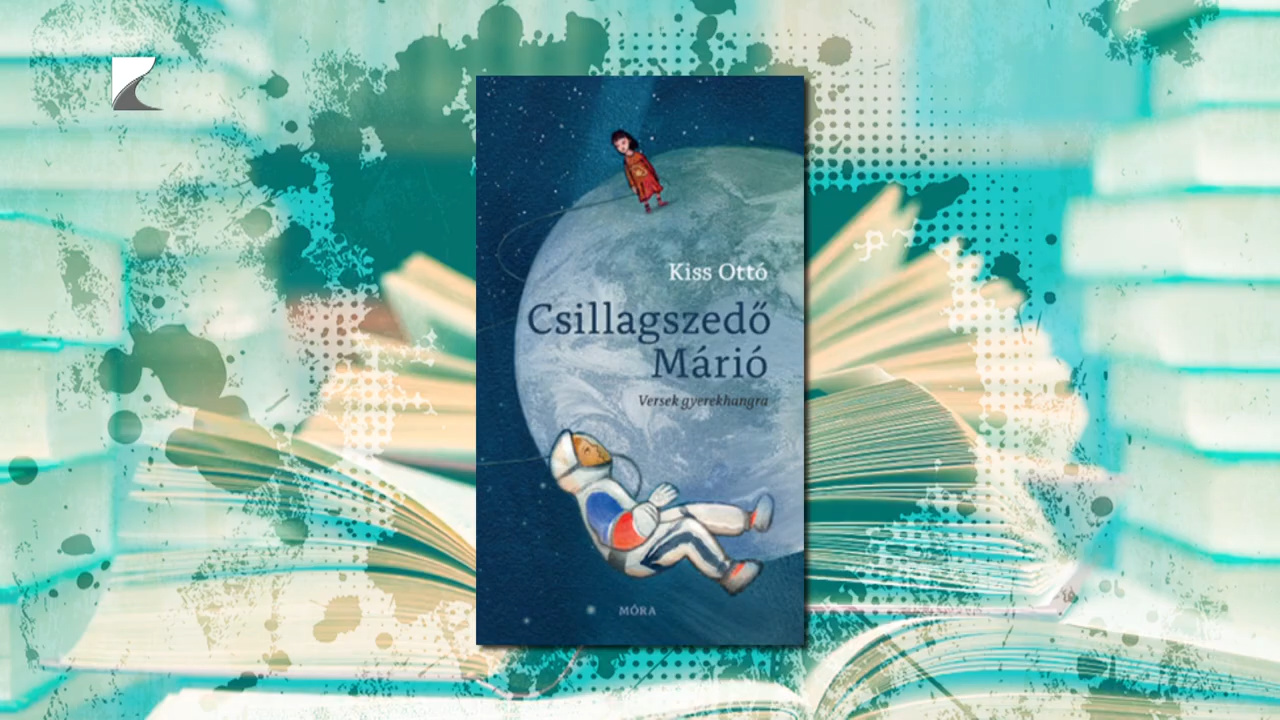 Kiss Ottó
Csillagszedő
Márió
Versek gyerekhangra
MÓRA